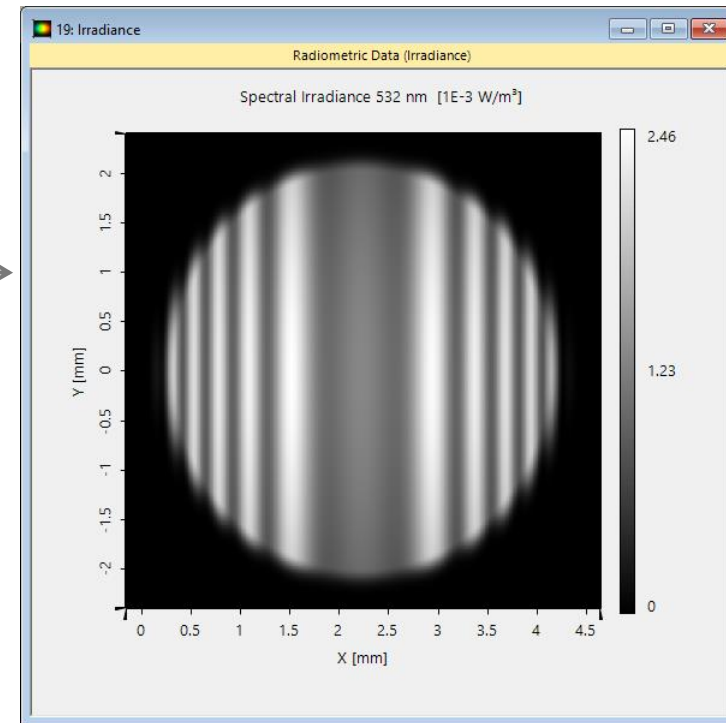 19: Irradiance
Radiometric Data (Irradiance)
Spectral Irradiance 532 nm  [1E-3 W/m³]
2.46
1.23
0
Y [mm]
2
1.5
1
0.5
0
-0.5
-1
-1.5
-2
0 0.5 1 1.5 2 2.5 3 3.5 4 4.5
X [mm]